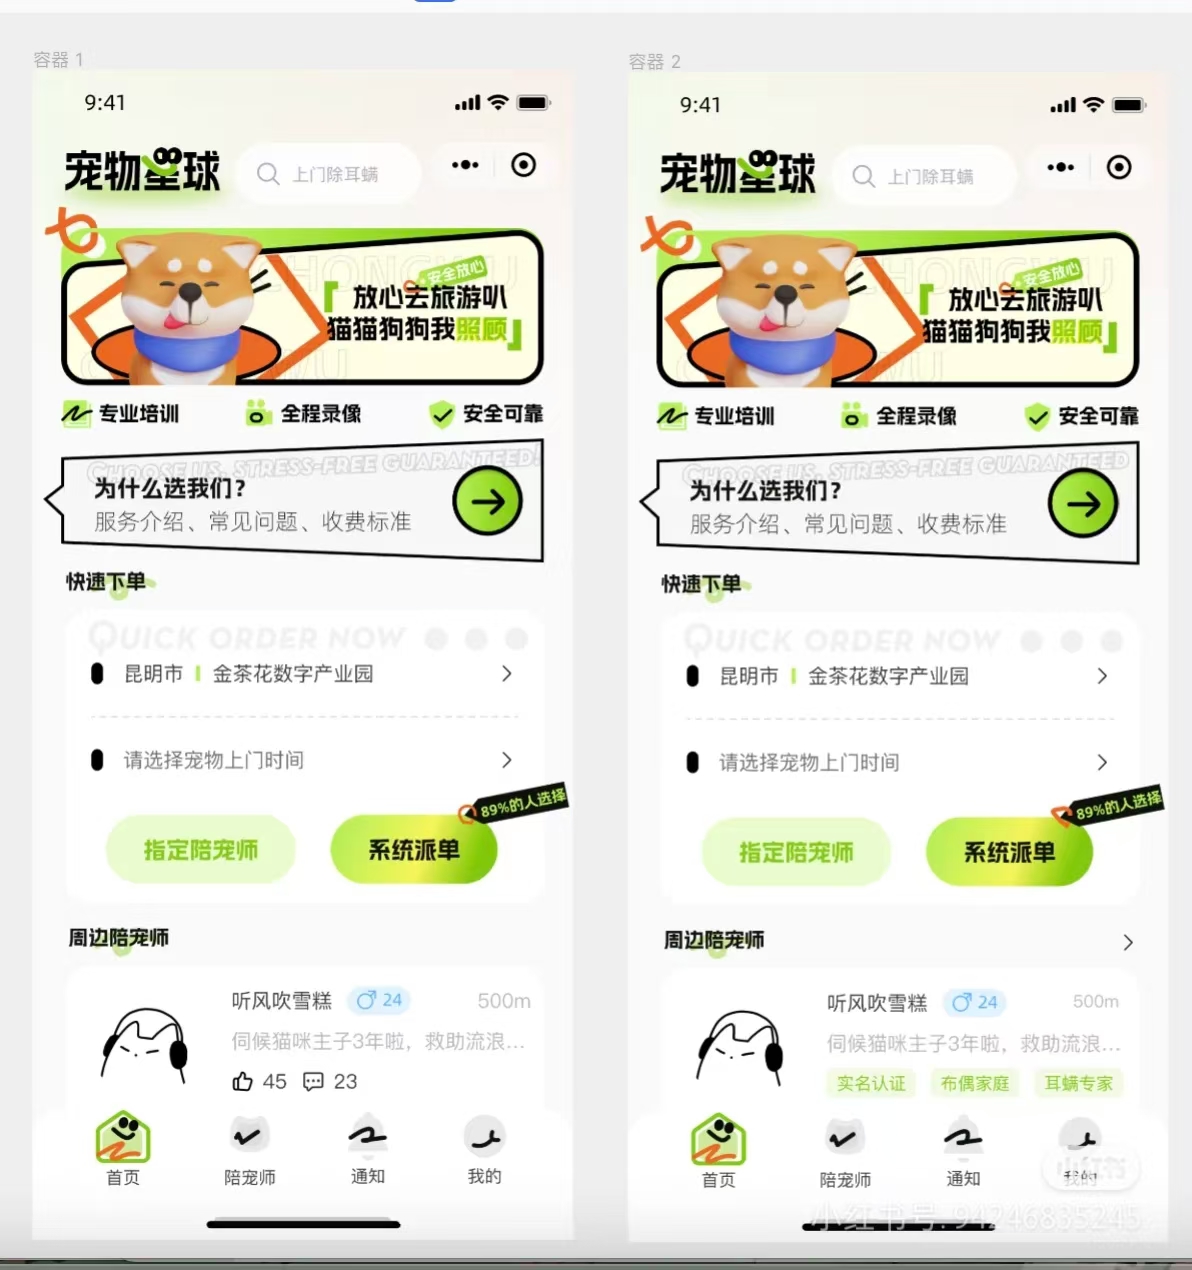 容器 1
9:41
宠物星球
上门除耳螨
安全放心
放心去旅游叭
猫猫狗狗我照顾
专业培训
全程录像
安全可靠
CHOOSE US, STRESS-FREE GUARANTEED!
为什么选我们?
服务介绍、常见问题、收费标准
快速下单
QUICK ORDER NOW
昆明市 金茶花数字产业园
请选择宠物上门时间
89%的人选择
指定陪宠师
系统派单
周边陪宠师
听风吹雪糕 24 500m
伺候猫咪主子3年啦，救助流浪...
45 23
首页 陪宠师 通知 我的
容器 2
9:41
宠物星球
上门除耳螨
安全放心
放心去旅游叭
猫猫狗狗我照顾
专业培训
全程录像
安全可靠
CHOOSE US, STRESS-FREE GUARANTEED
为什么选我们?
服务介绍、常见问题、收费标准
快速下单
QUICK ORDER NOW
昆明市 金茶花数字产业园
请选择宠物上门时间
89%的人选择
指定陪宠师
系统派单
周边陪宠师
听风吹雪糕 24 500m
伺候猫咪主子3年啦，救助流浪...
实名认证 布偶家庭 耳螨专家
首页 陪宠师 通知 我的
小红书
小红书号: 94246835245